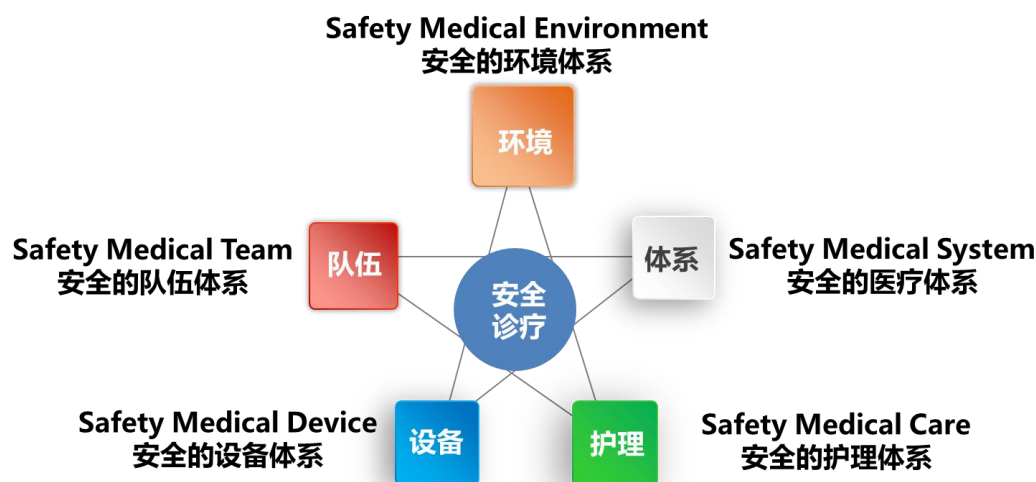 Safety Medical Environment
安全的环境体系
环境
Safety Medical Team
安全的队伍体系
队伍
安全
诊疗
体系
Safety Medical System
安全的医疗体系
Safety Medical Device
安全的设备体系
设备
护理
Safety Medical Care
安全的护理体系